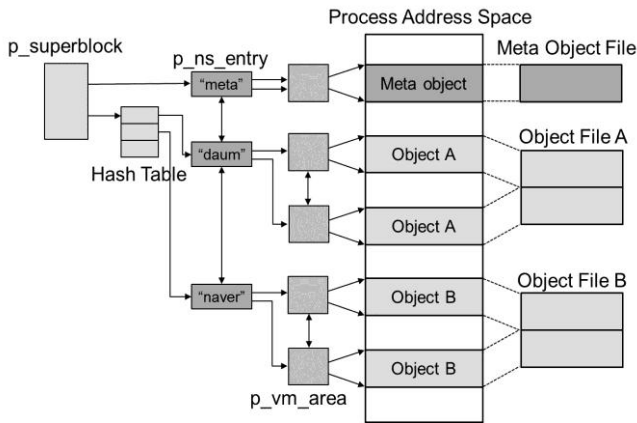 Process Address Space
p_superblock
p_ns_entry
Meta Object File
“meta”
Meta object
Hash Table
“daum”
Object A
Object File A
Object A
“naver”
Object B
Object File B
Object B
p_vm_area